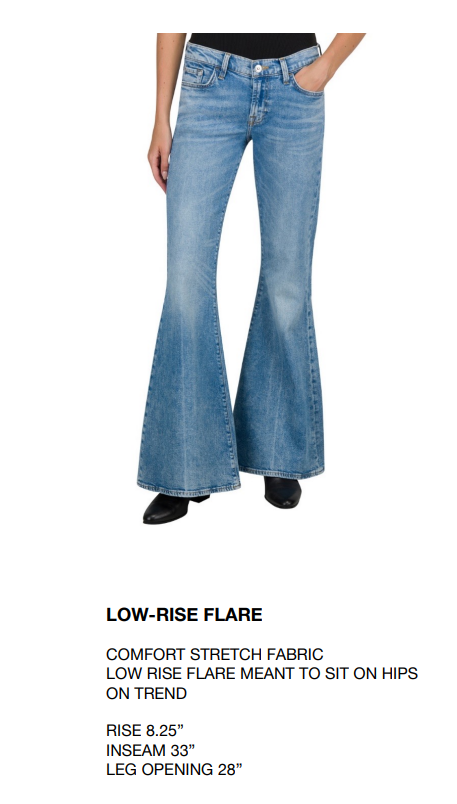 LOW-RISE FLARE
COMFORT STRETCH FABRIC
LOW RISE FLARE MEANT TO SIT ON HIPS
ON TREND
RISE 8.25”
INSEAM 33”
LEG OPENING 28”